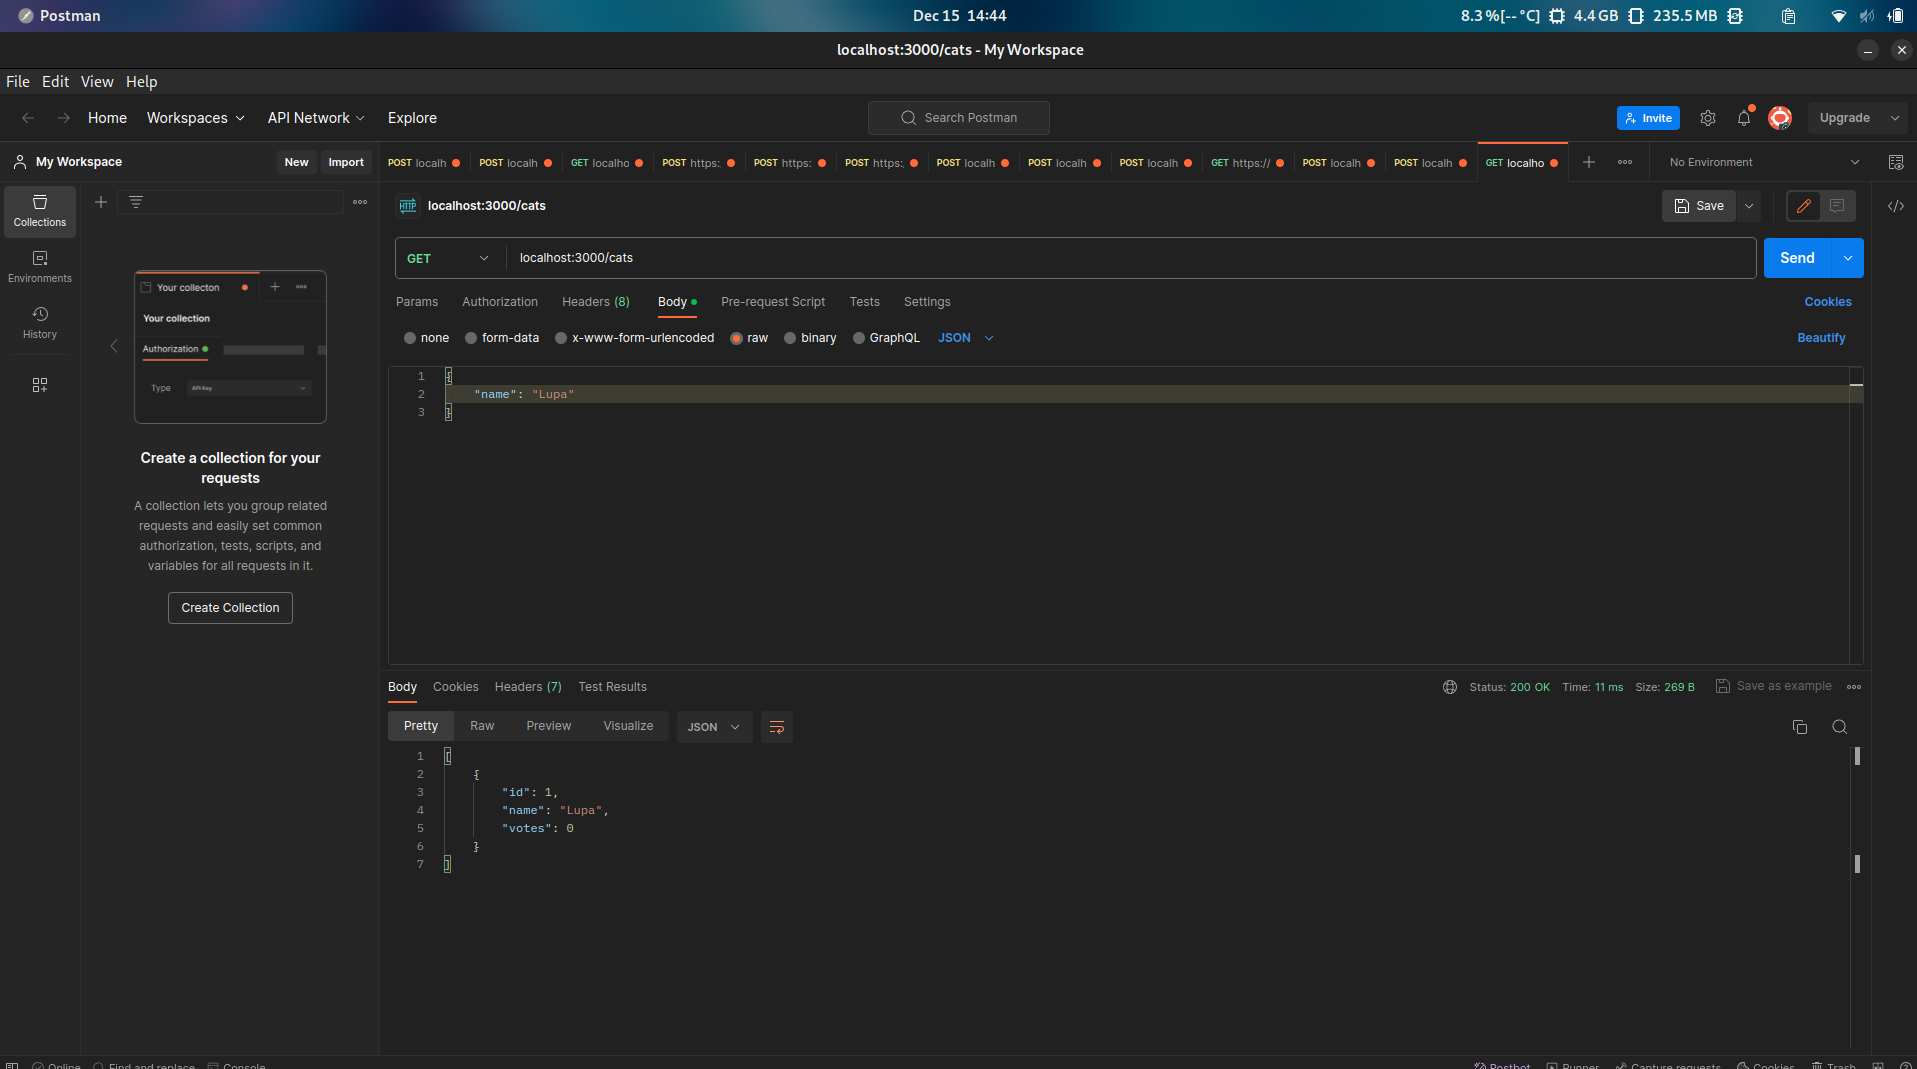 Postman
Dec 15 14:44
8.3 %[-- °C] 4.4 GB 235.5 MB
localhost:3000/cats - My Workspace
File Edit View Help
Home Workspaces API Network Explore
Search Postman
Invite
Upgrade
My Workspace
New Import
POST localh POST localh GET localho POST https: POST https: POST https: POST localh POST localh POST localh GET https:// POST localh POST localh GET localho
No Environment
Collections
Environments
History
Your collecton
Your collection
Authorization
Type API Key
Create a collection for your
requests
A collection lets you group related
requests and easily set common
authorization, tests, scripts, and
variables for all requests in it.
Create Collection
HTTP localhost:3000/cats
Save
GET localhost:3000/cats
Send
Params Authorization Headers (8) Body Pre-request Script Tests Settings
Cookies
none form-data x-www-form-urlencoded raw binary GraphQL JSON
Beautify
1 {
2 "name": "Lupa"
3 }
Body Cookies Headers (7) Test Results
Status: 200 OK Time: 11 ms Size: 269 B Save as example
Pretty Raw Preview Visualize JSON
1 [
2 {
3 "id": 1,
4 "name": "Lupa",
5 "votes": 0
6 }
7 ]
Online Find and replace Console
Postbot Runner Capture requests Cookies Trash